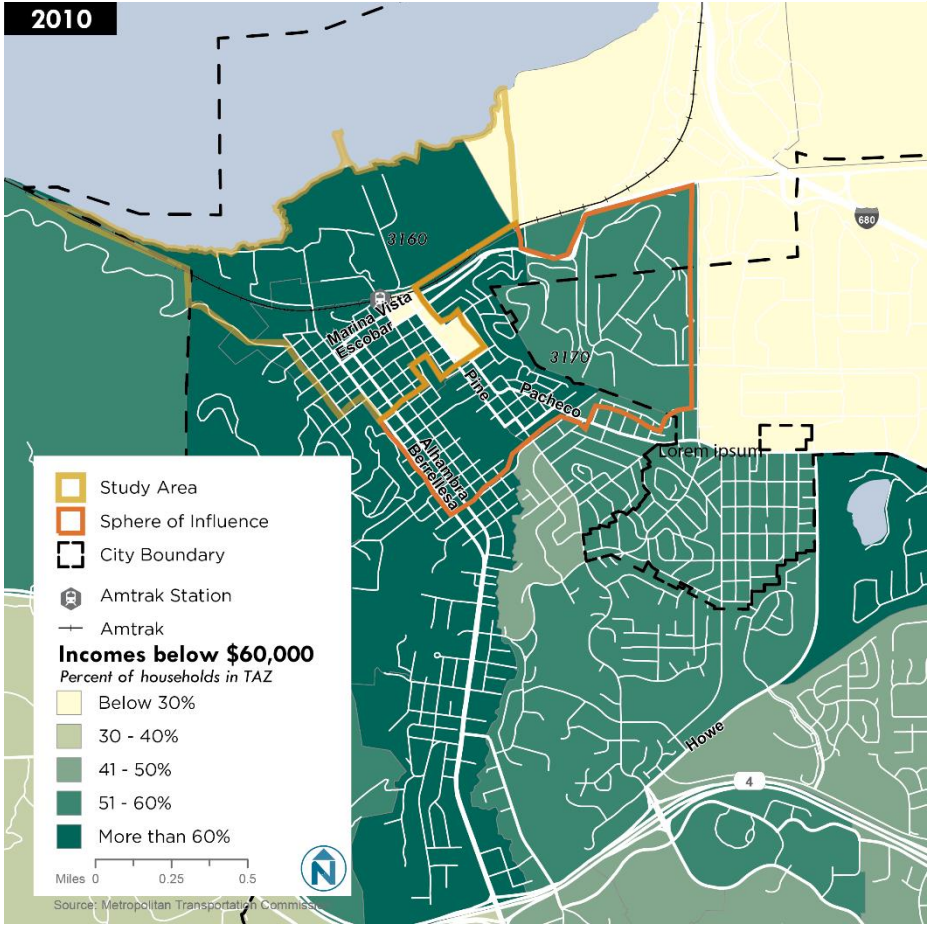 2010
680
3160
Marina Vista
Escobar
3170
Pine
Pacheco
Alhambra
Berrellesa
Lorem ipsum
Howe
4
Study Area
Sphere of Influence
City Boundary
Amtrak Station
Amtrak
Incomes below $60,000
Percent of households in TAZ
Below 30%
30 - 40%
41 - 50%
51 - 60%
More than 60%
Miles 0 0.25 0.5
N
Source: Metropolitan Transportation Commissio